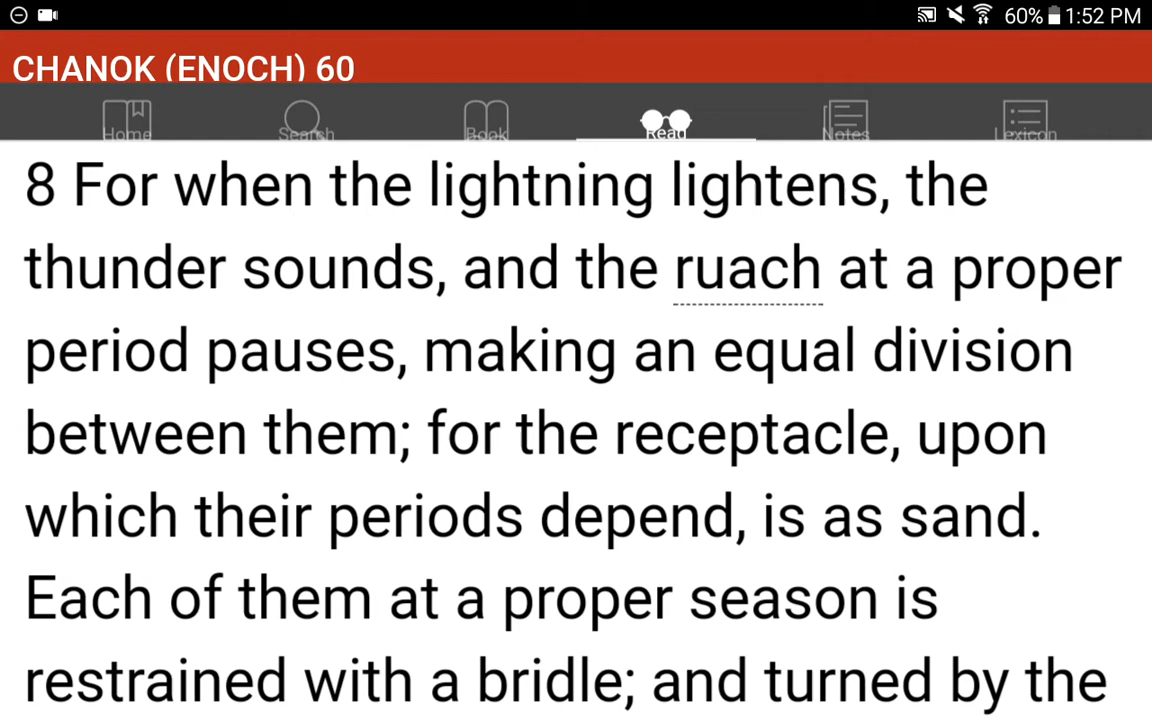 60% 1:52 PM
CHANOK (ENOCH) 60
Home Search Book Read Notes Lexicon
8 For when the lightning lightens, the
thunder sounds, and the ruach at a proper
period pauses, making an equal division
between them; for the receptacle, upon
which their periods depend, is as sand.
Each of them at a proper season is
restrained with a bridle; and turned by the